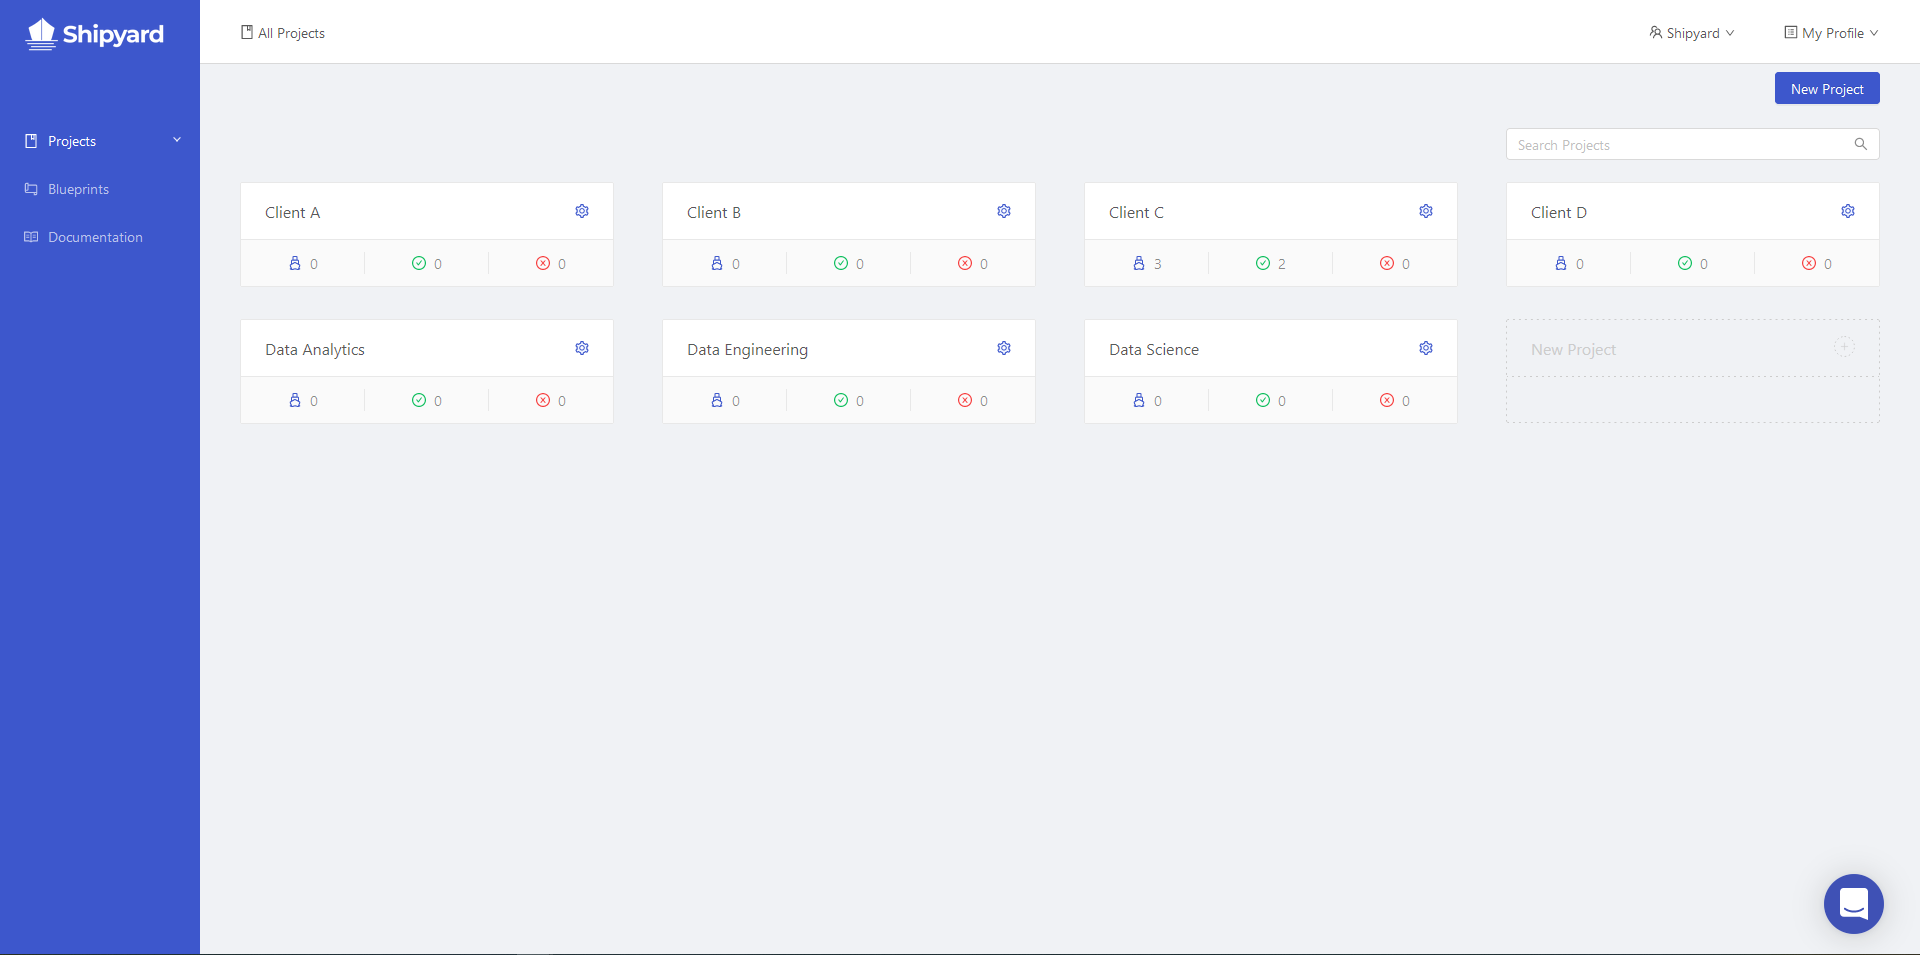 Shipyard
All Projects
Shipyard
My Profile
New Project
Projects
Search Projects
Blueprints
Documentation
Client A
Client B
Client C
Client D
0 0 0
0 0 0
3 2 0
0 0 0
Data Analytics
Data Engineering
Data Science
New Project
0 0 0
0 0 0
0 0 0